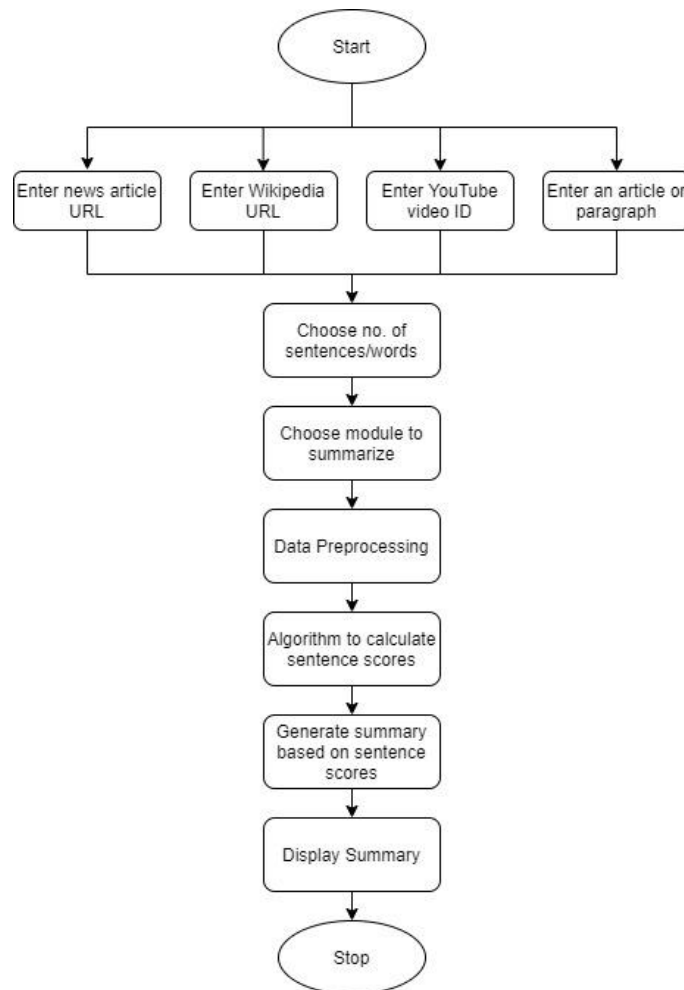 Start
Enter news article
URL
Enter Wikipedia
URL
Enter YouTube
video ID
Enter an article or
paragraph
Choose no. of
sentences/words
Choose module to
summarize
Data Preprocessing
Algorithm to calculate
sentence scores
Generate summary
based on sentence
scores
Display Summary
Stop